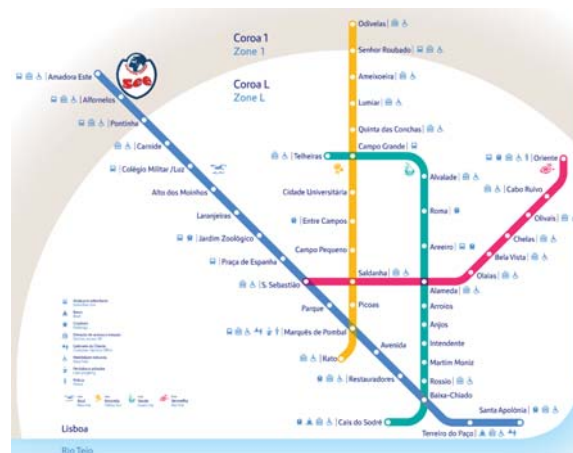 Coroa 1
Zone 1
Coroa L
Zone L
SCE
Odivelas
Senhor Roubado
Ameixoeira
Lumiar
Quinta das Conchas
Campo Grande
Telheiras
Cidade Universitária
Entre Campos
Campo Pequeno
Saldanha
Picoas
Marquês de Pombal
Rato
Amadora Este
Alfornelos
Pontinha
Carnide
Colégio Militar /Luz
Alto dos Moinhos
Laranjeiras
Jardim Zoológico
Praça de Espanha
S. Sebastião
Parque
Avenida
Restauradores
Baixa-Chiado
Terreiro do Paço
Santa Apolónia
Alvalade
Roma
Areeiro
Alameda
Arroios
Anjos
Intendente
Martim Moniz
Rossio
Cais do Sodré
Oriente
Cabo Ruivo
Olivais
Chelas
Bela Vista
Olaias
Lisboa
Rio Tejo